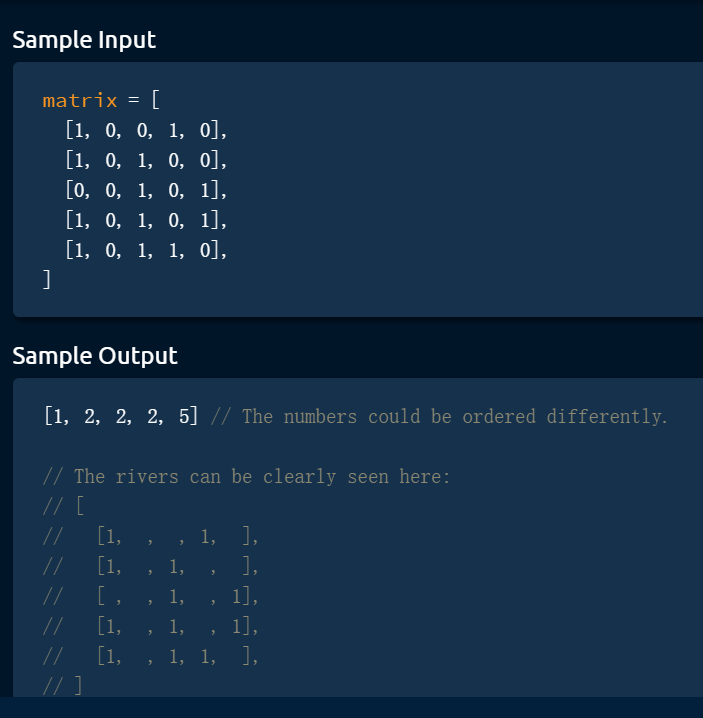 Sample Input
matrix = [
  [1, 0, 0, 1, 0],
  [1, 0, 1, 0, 0],
  [0, 0, 1, 0, 1],
  [1, 0, 1, 0, 1],
  [1, 0, 1, 1, 0],
]
Sample Output
[1, 2, 2, 2, 5] // The numbers could be ordered differently.
// The rivers can be clearly seen here:
// [
//   [1,  ,  , 1,  ],
//   [1,  , 1,  ,  ],
//   [ ,  , 1,  , 1],
//   [1,  , 1,  , 1],
//   [1,  , 1, 1,  ],
// ]